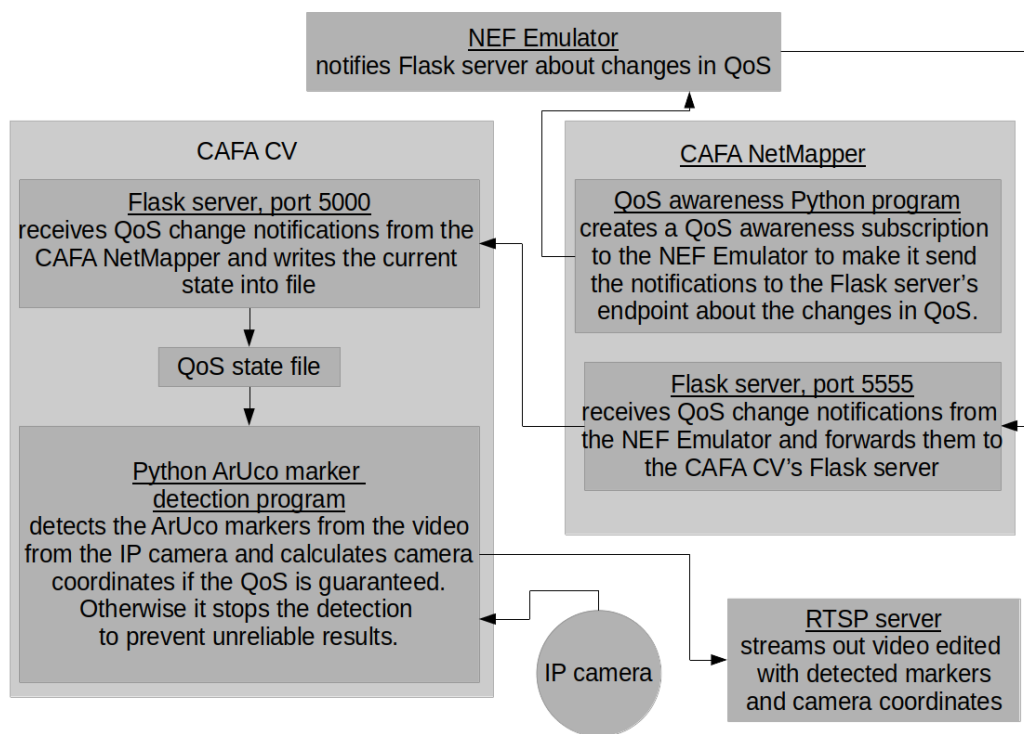 NEF Emulator
notifies Flask server about changes in QoS
CAFA CV
Flask server, port 5000
receives QoS change notifications from the
CAFA NetMapper and writes the current
state into file
QoS state file
Python ArUco marker
detection program
detects the ArUco markers from the video
from the IP camera and calculates camera
coordinates if the QoS is guaranteed.
Otherwise it stops the detection
to prevent unreliable results.
CAFA NetMapper
QoS awareness Python program
creates a QoS awareness subscription
to the NEF Emulator to make it send
the notifications to the Flask server's
endpoint about the changes in QoS.
Flask server, port 5555
receives QoS change notifications from
the NEF Emulator and forwards them to
the CAFA CV's Flask server
IP camera
RTSP server
streams out video edited
with detected markers
and camera coordinates